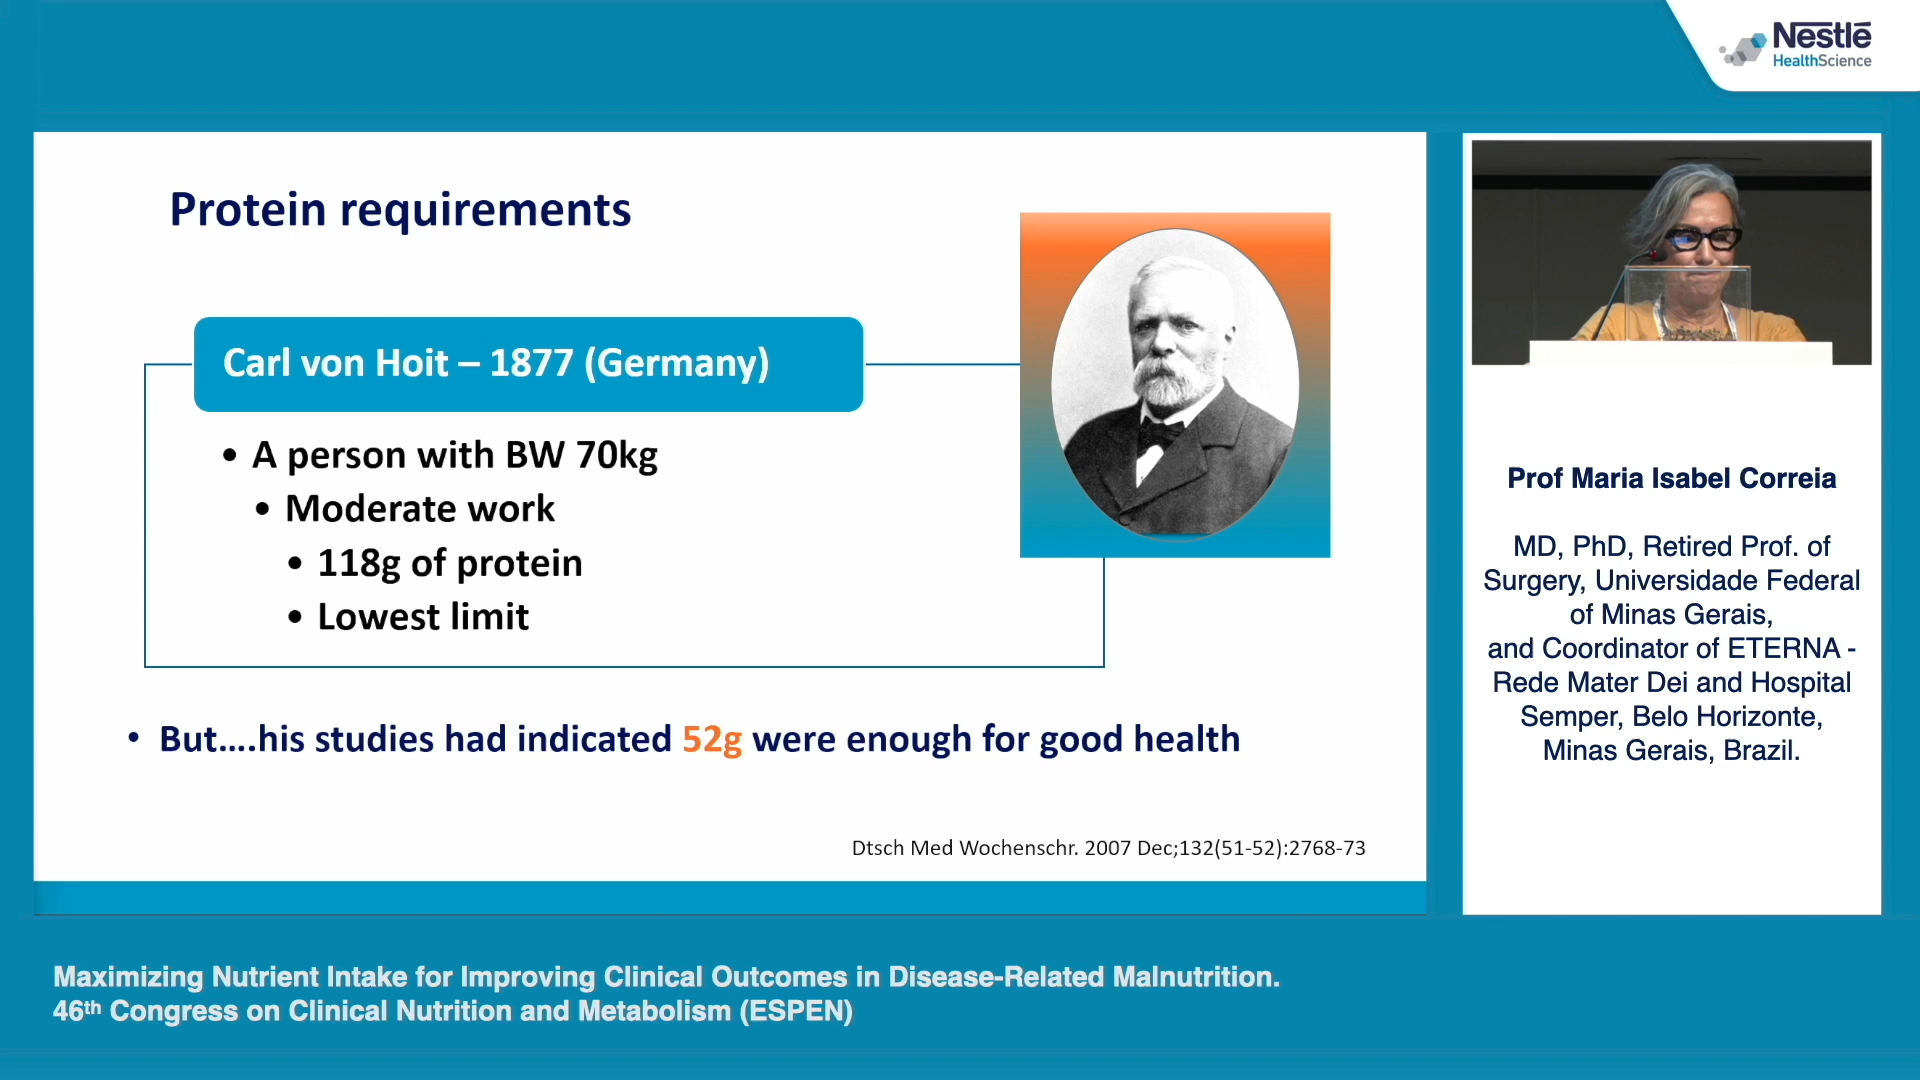 Nestlé
HealthScience
Protein requirements
Carl von Hoit – 1877 (Germany)
• A person with BW 70kg
• Moderate work
• 118g of protein
• Lowest limit
• But....his studies had indicated 52g were enough for good health
Dtsch Med Wochenschr. 2007 Dec;132(51-52):2768-73
Prof Maria Isabel Correia
MD, PhD, Retired Prof. of
Surgery, Universidade Federal
of Minas Gerais,
and Coordinator of ETERNA -
Rede Mater Dei and Hospital
Semper, Belo Horizonte,
Minas Gerais, Brazil.
Maximizing Nutrient Intake for Improving Clinical Outcomes in Disease-Related Malnutrition.
46th Congress on Clinical Nutrition and Metabolism (ESPEN)